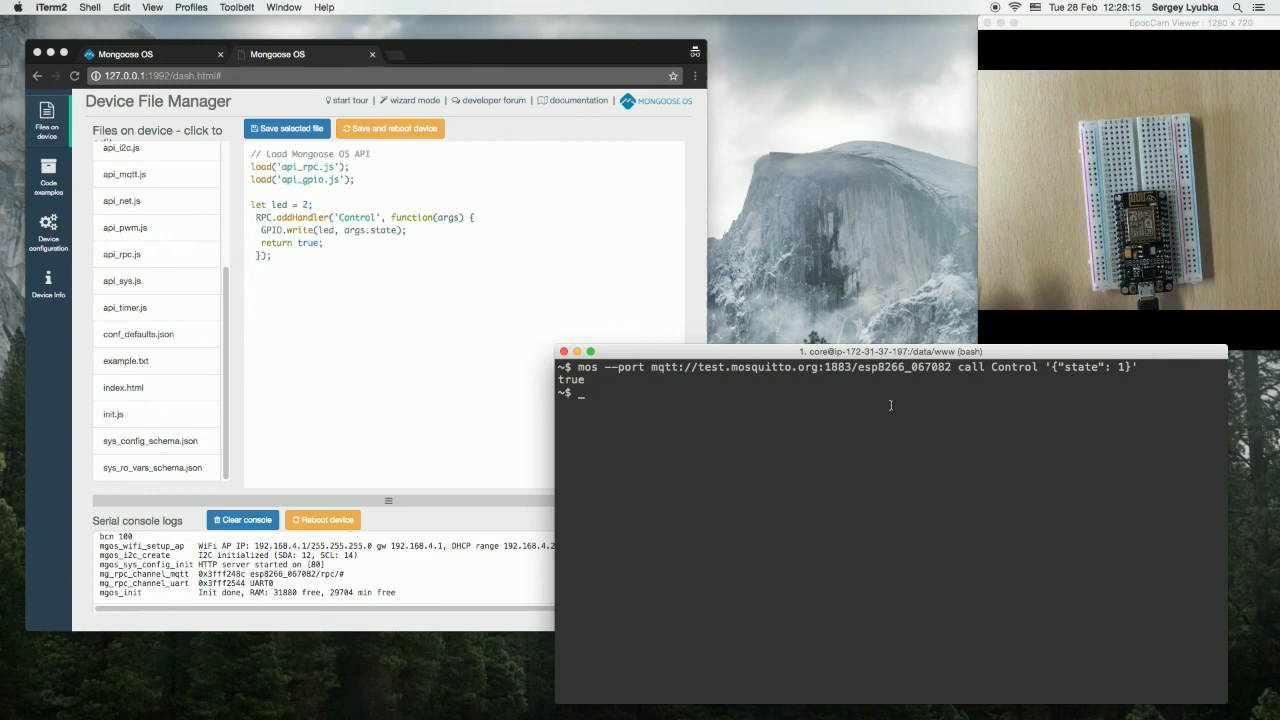 iTerm2 Shell Edit View Profiles Toolbelt Window Help
Tue 28 Feb 12:28:15 Sergey Lyubka
EpocCam Viewer : 1280 x 720
Mongoose OS
Mongoose OS
127.0.0.1:1992/dash.html#
Files on
device
Code
examples
Device
configuration
Device Info
Device File Manager
start tour | wizard mode | developer forum | documentation | MONGOOSE OS
Files on device - click to
Save selected file
Save and reboot device
api_i2c.js
api_mqtt.js
api_net.js
api_pwm.js
api_rpc.js
api_sys.js
api_timer.js
conf_defaults.json
example.txt
index.html
init.js
sys_config_schema.json
sys_ro_vars_schema.json
// Load Mongoose OS API
load('api_rpc.js');
load('api_gpio.js');
let led = 2;
RPC.addHandler('Control', function(args) {
GPIO.write(led, args.state);
return true;
});
Serial console logs
Clear console
Reboot device
bcn 100
mgos_wifi_setup_ap WiFi AP IP: 192.168.4.1/255.255.255.0 gw 192.168.4.1, DHCP range 192.168.4.2
mgos_i2c_create I2C initialized (SDA: 12, SCL: 14)
mgos_sys_config_init HTTP server started on [80]
mg_rpc_channel_mqtt 0x3fff248c esp8266_067082/rpc/#
mg_rpc_channel_uart 0x3fff2544 UART0
mgos_init Init done, RAM: 31880 free, 29704 min free
1. core@ip-172-31-37-197:/data/www (bash)
~$ mos --port mqtt://test.mosquitto.org:1883/esp8266_067082 call Control '{"state": 1}'
true
~$ _